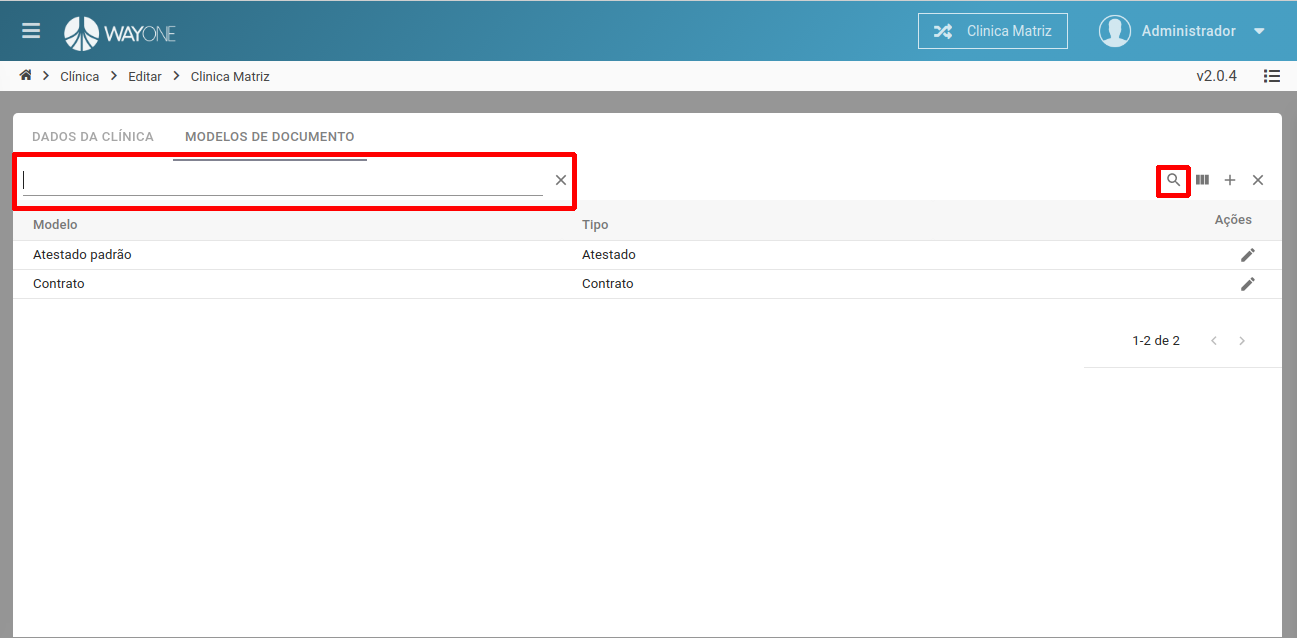 WAYONE
Clinica Matriz
Administrador
Clínica
Editar
Clinica Matriz
v2.0.4
DADOS DA CLÍNICA
MODELOS DE DOCUMENTO
Modelo
Tipo
Ações
Atestado padrão
Atestado
Contrato
Contrato
1-2 de 2